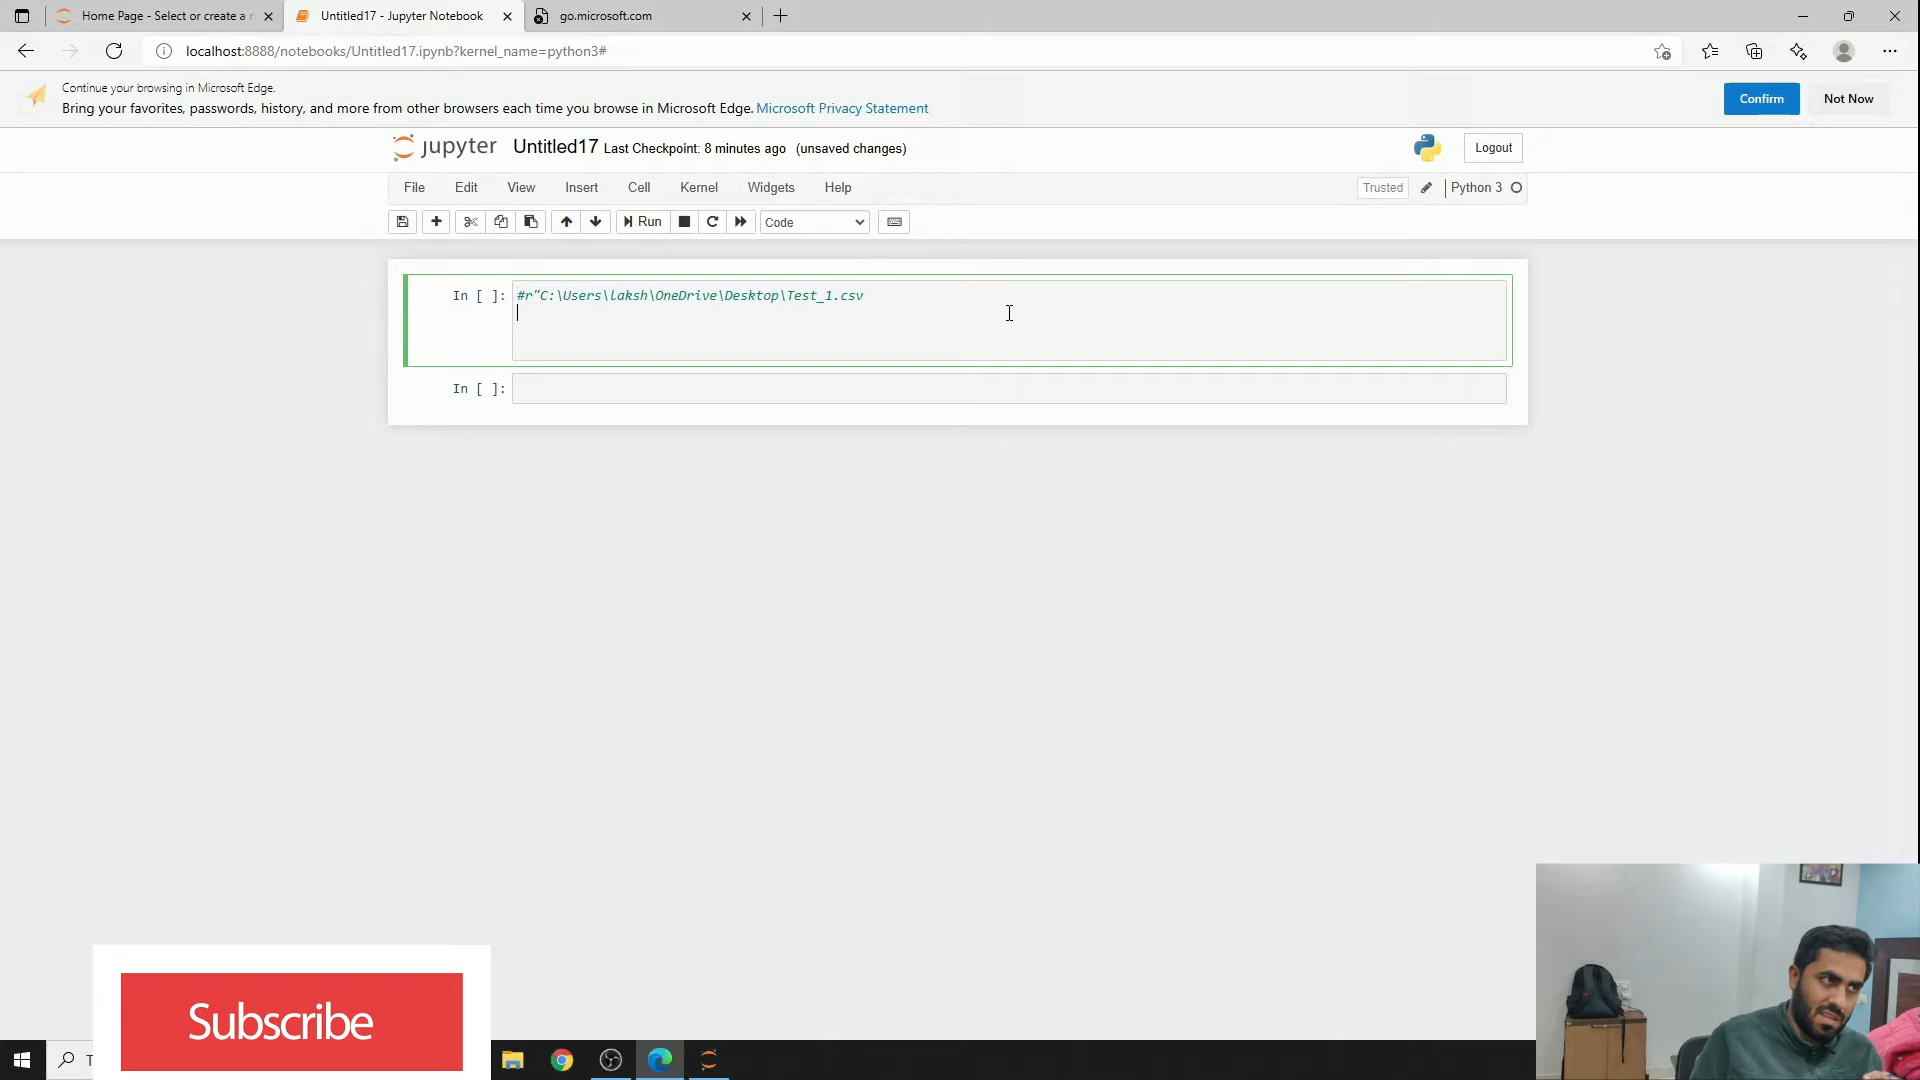 Home Page - Select or create a
Untitled17 - Jupyter Notebook
go.microsoft.com
localhost:8888/notebooks/Untitled17.ipynb?kernel_name=python3#
Continue your browsing in Microsoft Edge.
Bring your favorites, passwords, history, and more from other browsers each time you browse in Microsoft Edge. Microsoft Privacy Statement
Confirm
Not Now
jupyter Untitled17 Last Checkpoint: 8 minutes ago (unsaved changes)
Logout
File Edit View Insert Cell Kernel Widgets Help
Trusted
Python 3
Run
Code
In [ ]: #r"C:\Users\laksh\OneDrive\Desktop\Test_1.csv
In [ ]:
Subscribe
T